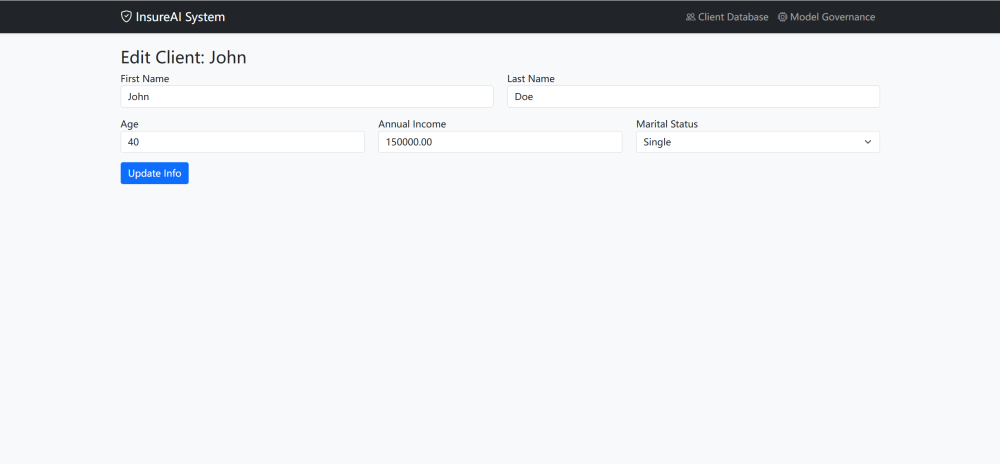 InsureAI System Client Database Model Governance
Edit Client: John
First Name Last Name
John Doe
Age Annual Income Marital Status
40 150000.00 Single
Update Info